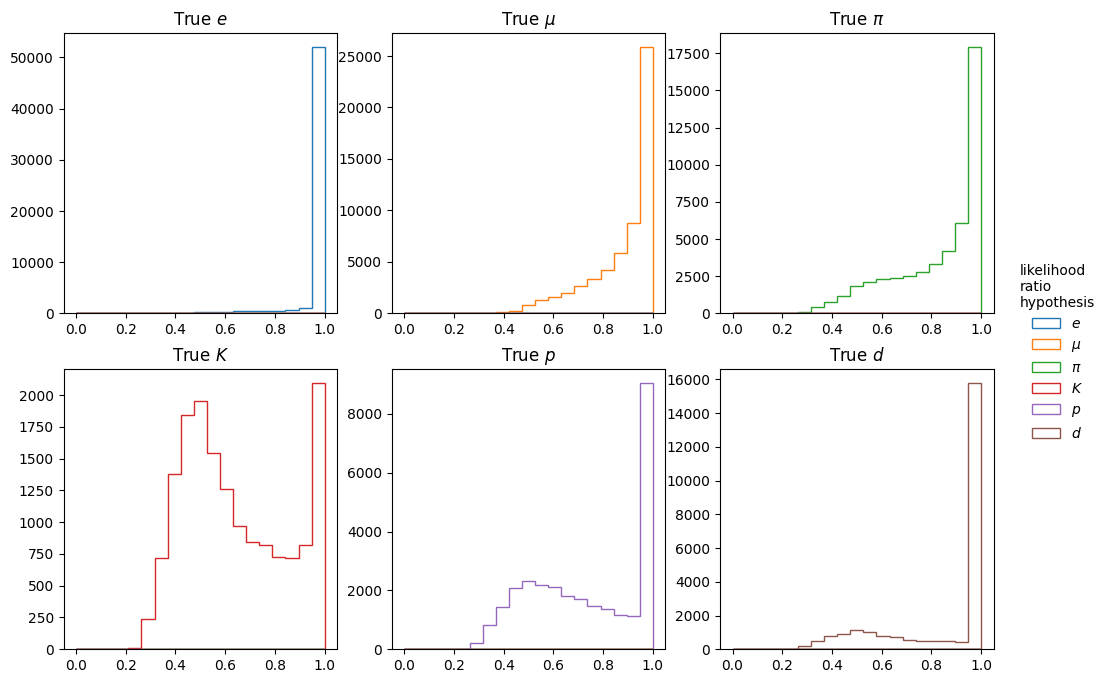 True e
True μ
True π
50000
40000
30000
20000
10000
0
25000
20000
15000
10000
5000
0
17500
15000
12500
10000
7500
5000
2500
0
0.0 0.2 0.4 0.6 0.8 1.0
0.0 0.2 0.4 0.6 0.8 1.0
0.0 0.2 0.4 0.6 0.8 1.0
True K
True p
True d
2000
1750
1500
1250
1000
750
500
250
0
8000
6000
4000
2000
0
16000
14000
12000
10000
8000
6000
4000
2000
0
0.0 0.2 0.4 0.6 0.8 1.0
0.0 0.2 0.4 0.6 0.8 1.0
0.0 0.2 0.4 0.6 0.8 1.0
likelihood
ratio
hypothesis
e
μ
π
K
p
d